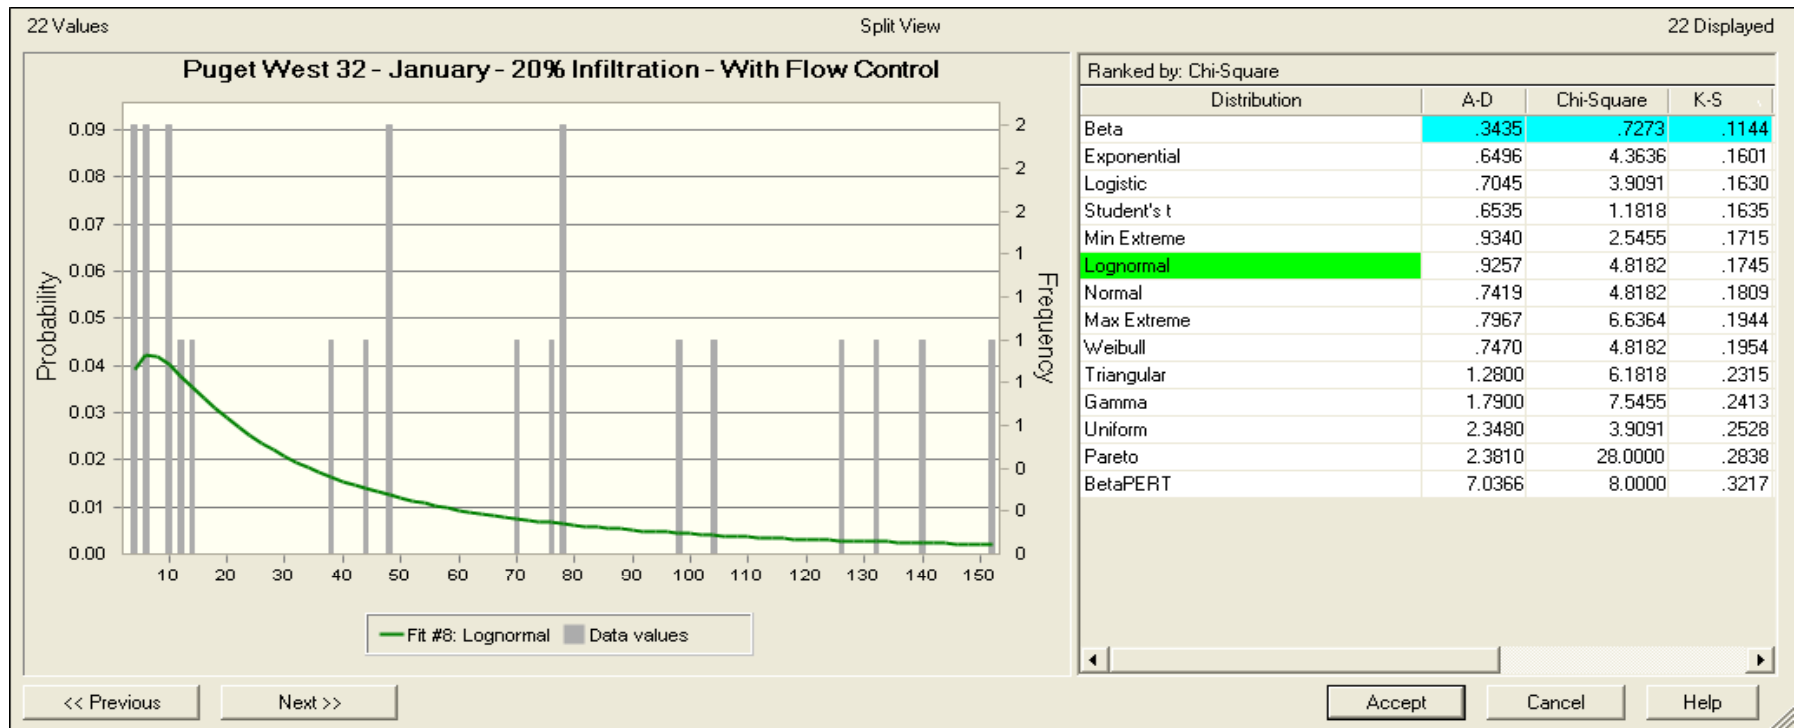 22 Values Split View 22 Displayed
Puget West 32 - January - 20% Infiltration - With Flow Control
Probability
0.09
0.08
0.07
0.06
0.05
0.04
0.03
0.02
0.01
0.00
10 20 30 40 50 60 70 80 90 100 110 120 130 140 150
2
2
2
1
1
1
1
1
0
0
0
Frequency
Fit #8: Lognormal Data values
Ranked by: Chi-Square
Distribution A-D Chi-Square K-S
Beta .3435 .7273 .1144
Exponential .6496 4.3636 .1601
Logistic .7045 3.9091 .1630
Student's t .6535 1.1818 .1635
Min Extreme .9340 2.5455 .1715
Lognormal .9257 4.8182 .1745
Normal .7419 4.8182 .1809
Max Extreme .7967 6.6364 .1944
Weibull .7470 4.8182 .1954
Triangular 1.2800 6.1818 .2315
Gamma 1.7900 7.5455 .2413
Uniform 2.3480 3.9091 .2528
Pareto 2.3810 28.0000 .2838
BetaPERT 7.0366 8.0000 .3217
<< Previous Next >> Accept Cancel Help